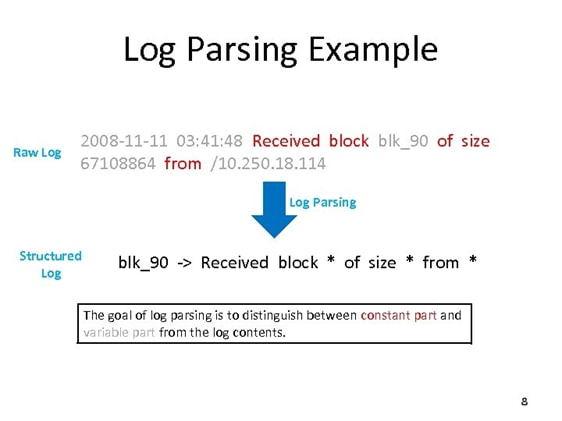 Log Parsing Example
Raw Log
2008-11-11 03:41:48 Received block blk_90 of size
67108864 from /10.250.18.114
Log Parsing
Structured
Log
blk_90 -> Received block * of size * from *
The goal of log parsing is to distinguish between constant part and
variable part from the log contents.
8